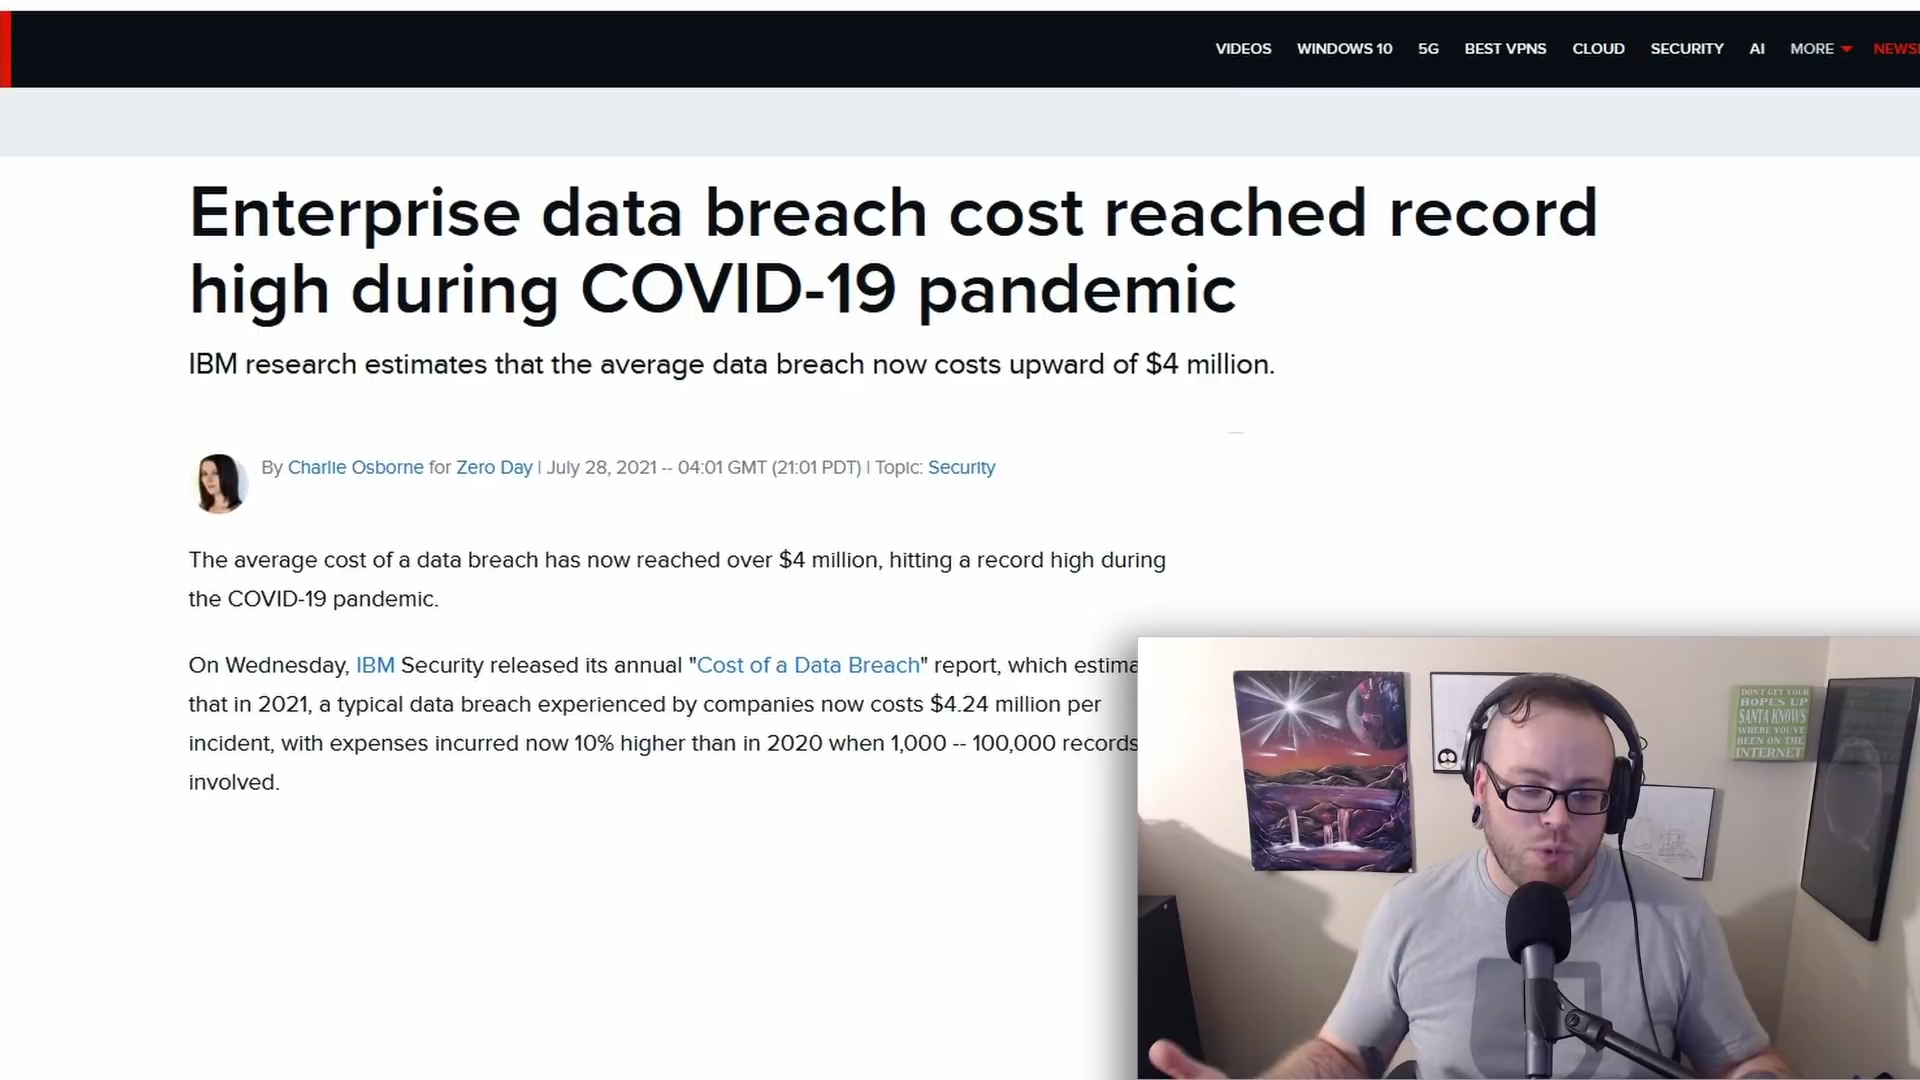 VIDEOS WINDOWS 10 5G BEST VPNS CLOUD SECURITY AI MORE
Enterprise data breach cost reached record
high during COVID-19 pandemic
IBM research estimates that the average data breach now costs upward of $4 million.
By Charlie Osborne for Zero Day | July 28, 2021 -- 04:01 GMT (21:01 PDT) | Topic: Security
The average cost of a data breach has now reached over $4 million, hitting a record high during
the COVID-19 pandemic.
On Wednesday, IBM Security released its annual "Cost of a Data Breach" report, which estima
that in 2021, a typical data breach experienced by companies now costs $4.24 million per
incident, with expenses incurred now 10% higher than in 2020 when 1,000 -- 100,000 records
involved.
DON'T GET YOUR
HOPES UP
SANTA KNOWS
WHERE YOU'VE
BEEN ON THE
INTERNET